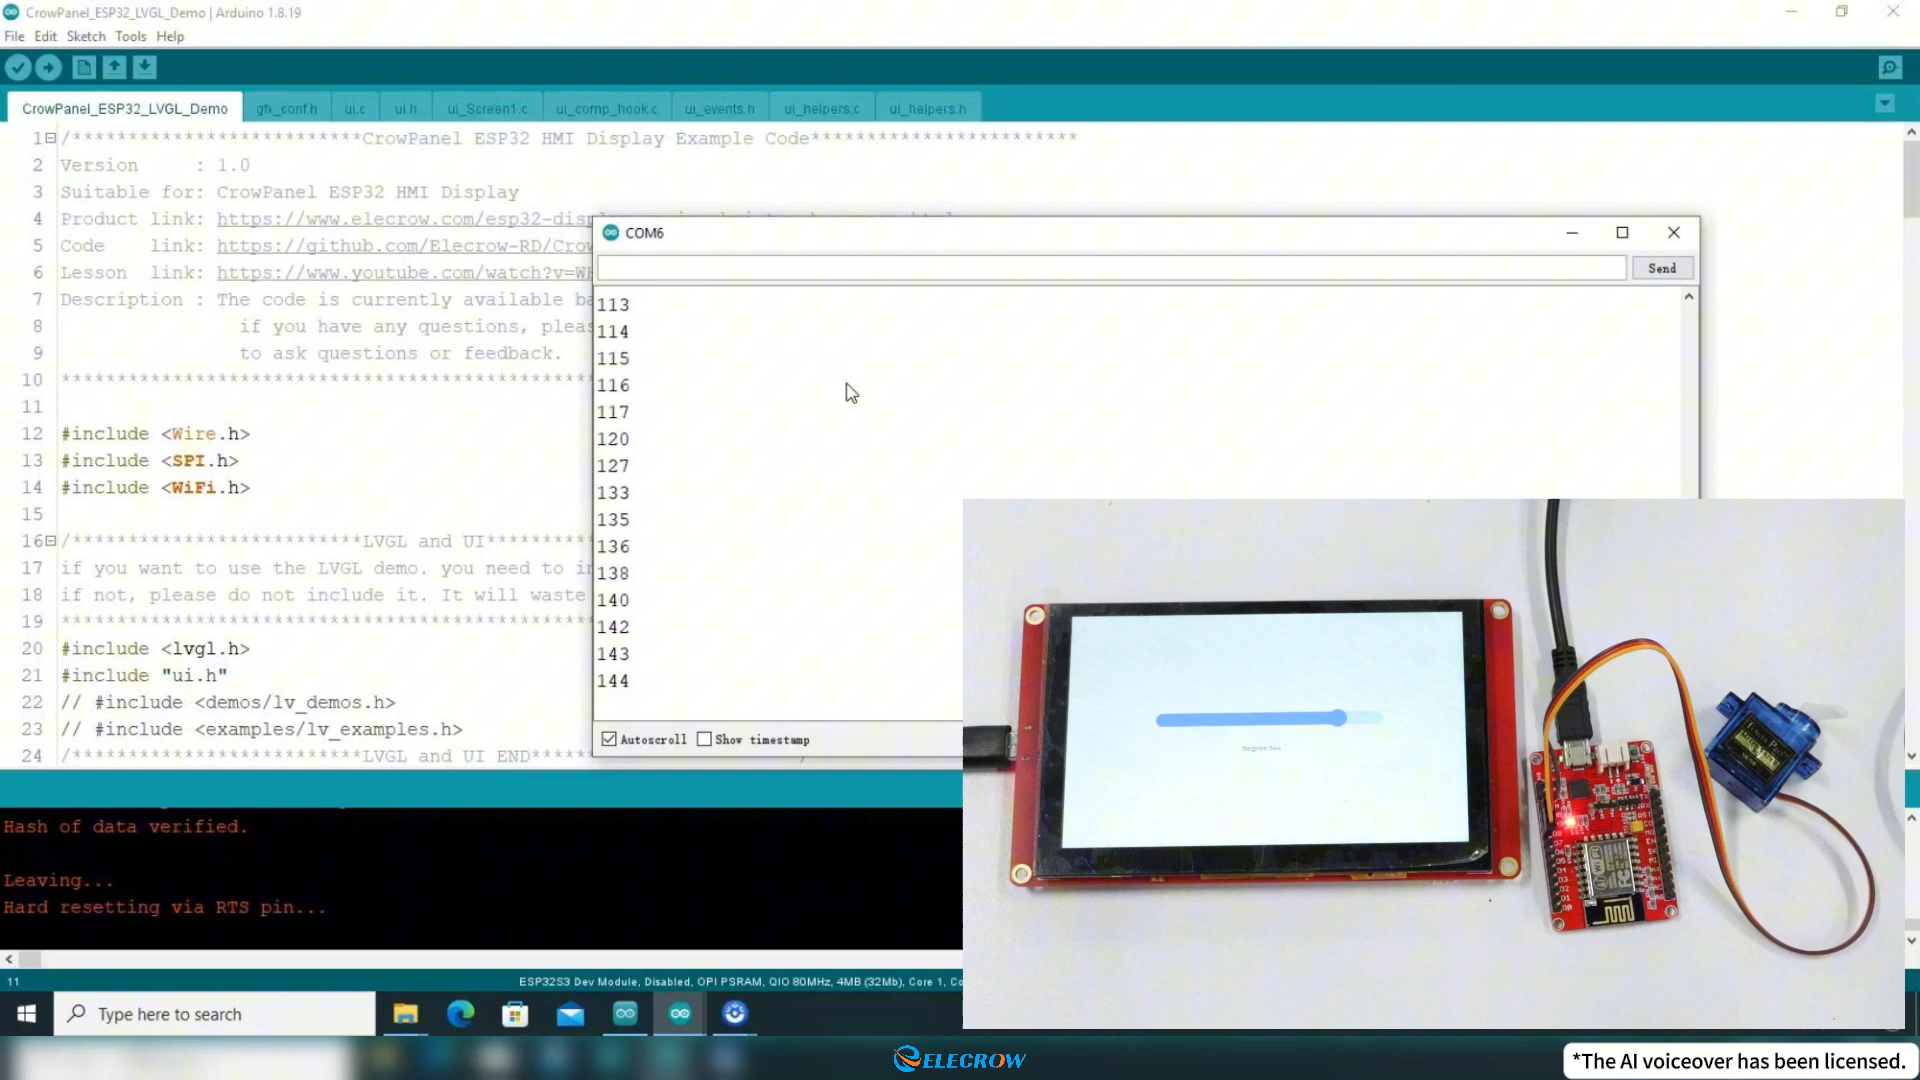 CrowPanel_ESP32_LVGL_Demo | Arduino 1.8.19
File Edit Sketch Tools Help
CrowPanel_ESP32_LVGL_Demo gfx_conf.h ui.c ui.h ui_Screen1.c ui_comp_hook.c ui_events.h ui_helpers.c ui_helpers.h
1 /**************************CrowPanel ESP32 HMI Display Example Code************************
2 Version : 1.0
3 Suitable for: CrowPanel ESP32 HMI Display
4 Product link: https://www.elecrow.com/esp32-disp
5 Code link: https://github.com/Elecrow-RD/Crow
6 Lesson link: https://www.youtube.com/watch?v=WH
7 Description : The code is currently available ba
8 if you have any questions, pleas
9 to ask questions or feedback.
10 ************************************************
11
12 #include <Wire.h>
13 #include <SPI.h>
14 #include <WiFi.h>
15
16 /**************************LVGL and UI**********
17 if you want to use the LVGL demo. you need to in
18 if not, please do not include it. It will waste
19 ************************************************
20 #include <lvgl.h>
21 #include "ui.h"
22 // #include <demos/lv_demos.h>
23 // #include <examples/lv_examples.h>
24 /**************************LVGL and UI END******
COM6
Send
113
114
115
116
117
120
127
133
135
136
138
140
142
143
144
Autoscroll Show timestamp
Hash of data verified.
Leaving...
Hard resetting via RTS pin...
11
ESP32S3 Dev Module, Disabled, OPI PSRAM, QIO 80MHz, 4MB (32Mb), Core 1, Co
Type here to search
ELECROW
*The AI voiceover has been licensed.